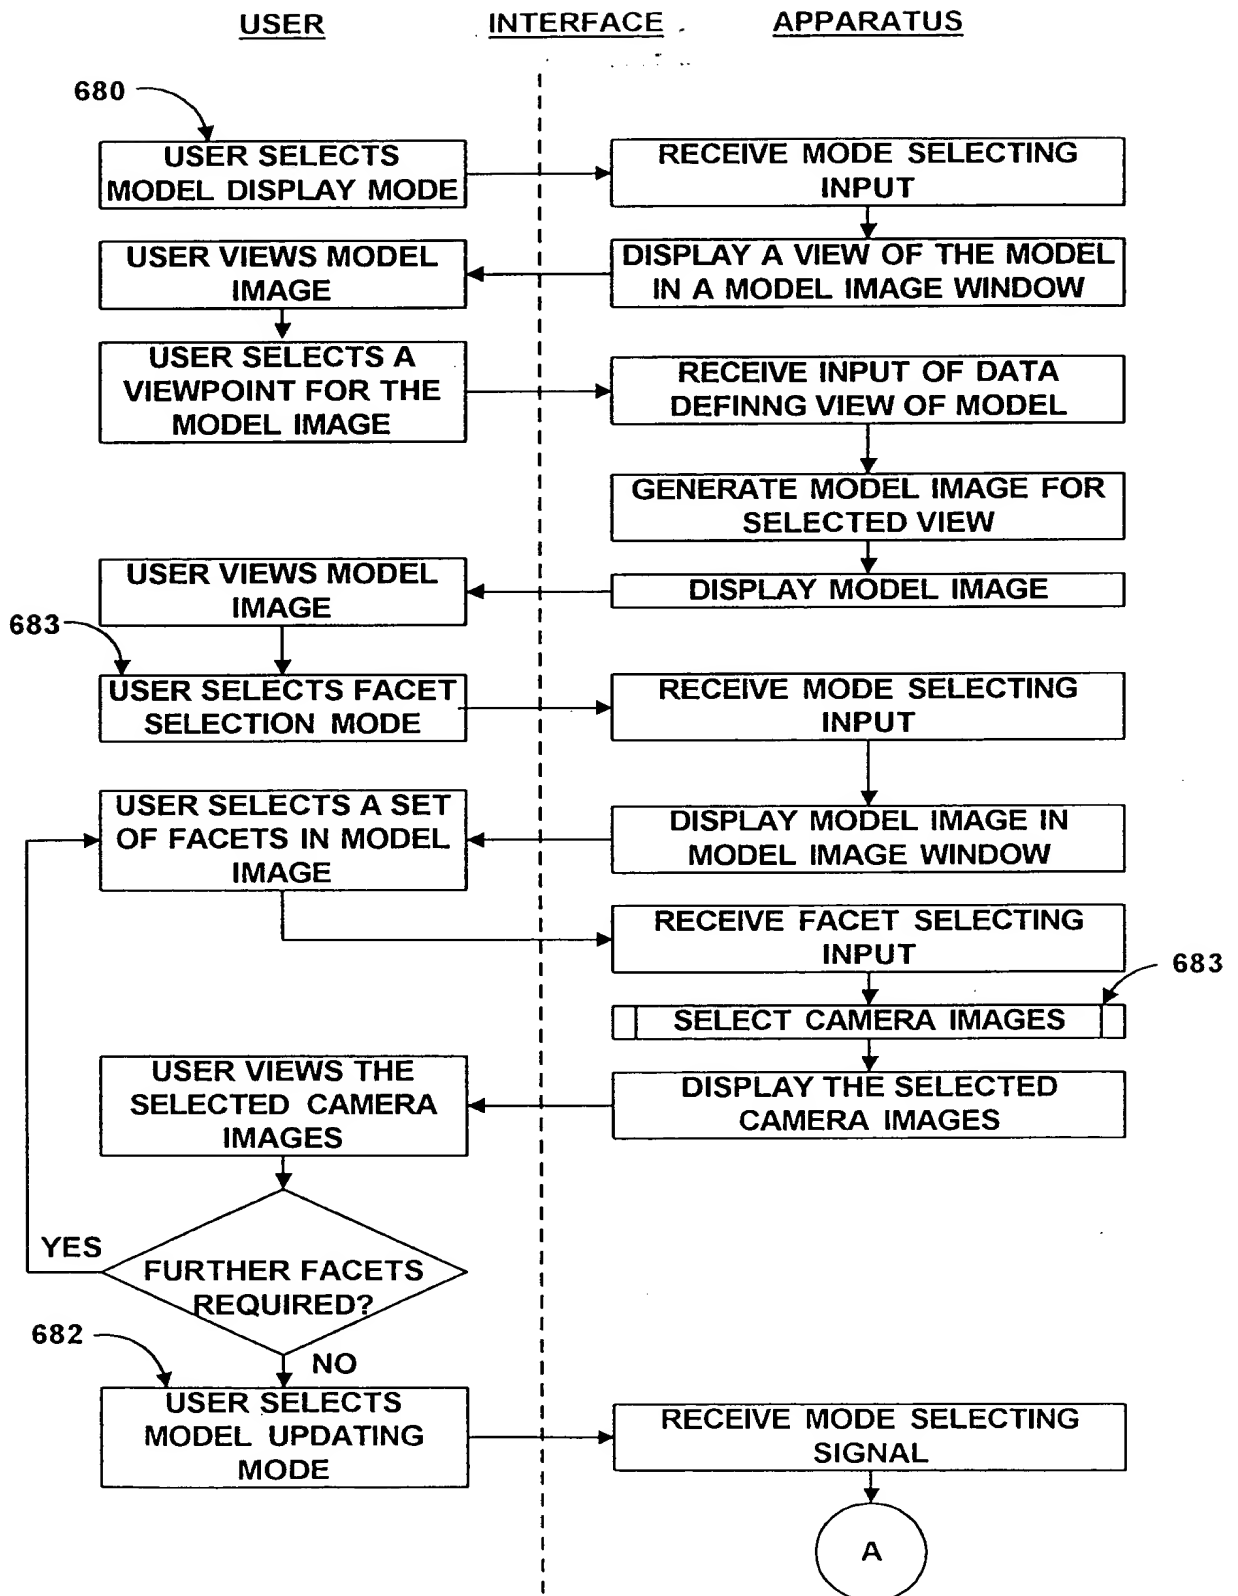 USER INTERFACE APPARATUS
680
USER SELECTS
MODEL DISPLAY MODE
RECEIVE MODE SELECTING
INPUT
USER VIEWS MODEL
IMAGE
DISPLAY A VIEW OF THE MODEL
IN A MODEL IMAGE WINDOW
USER SELECTS A
VIEWPOINT FOR THE
MODEL IMAGE
RECEIVE INPUT OF DATA
DEFINNG VIEW OF MODEL
GENERATE MODEL IMAGE FOR
SELECTED VIEW
USER VIEWS MODEL
IMAGE
DISPLAY MODEL IMAGE
683
USER SELECTS FACET
SELECTION MODE
RECEIVE MODE SELECTING
INPUT
USER SELECTS A SET
OF FACETS IN MODEL
IMAGE
DISPLAY MODEL IMAGE IN
MODEL IMAGE WINDOW
RECEIVE FACET SELECTING
INPUT
683
SELECT CAMERA IMAGES
USER VIEWS THE
SELECTED CAMERA
IMAGES
DISPLAY THE SELECTED
CAMERA IMAGES
YES
FURTHER FACETS
REQUIRED?
682
NO
USER SELECTS
MODEL UPDATING
MODE
RECEIVE MODE SELECTING
SIGNAL
A